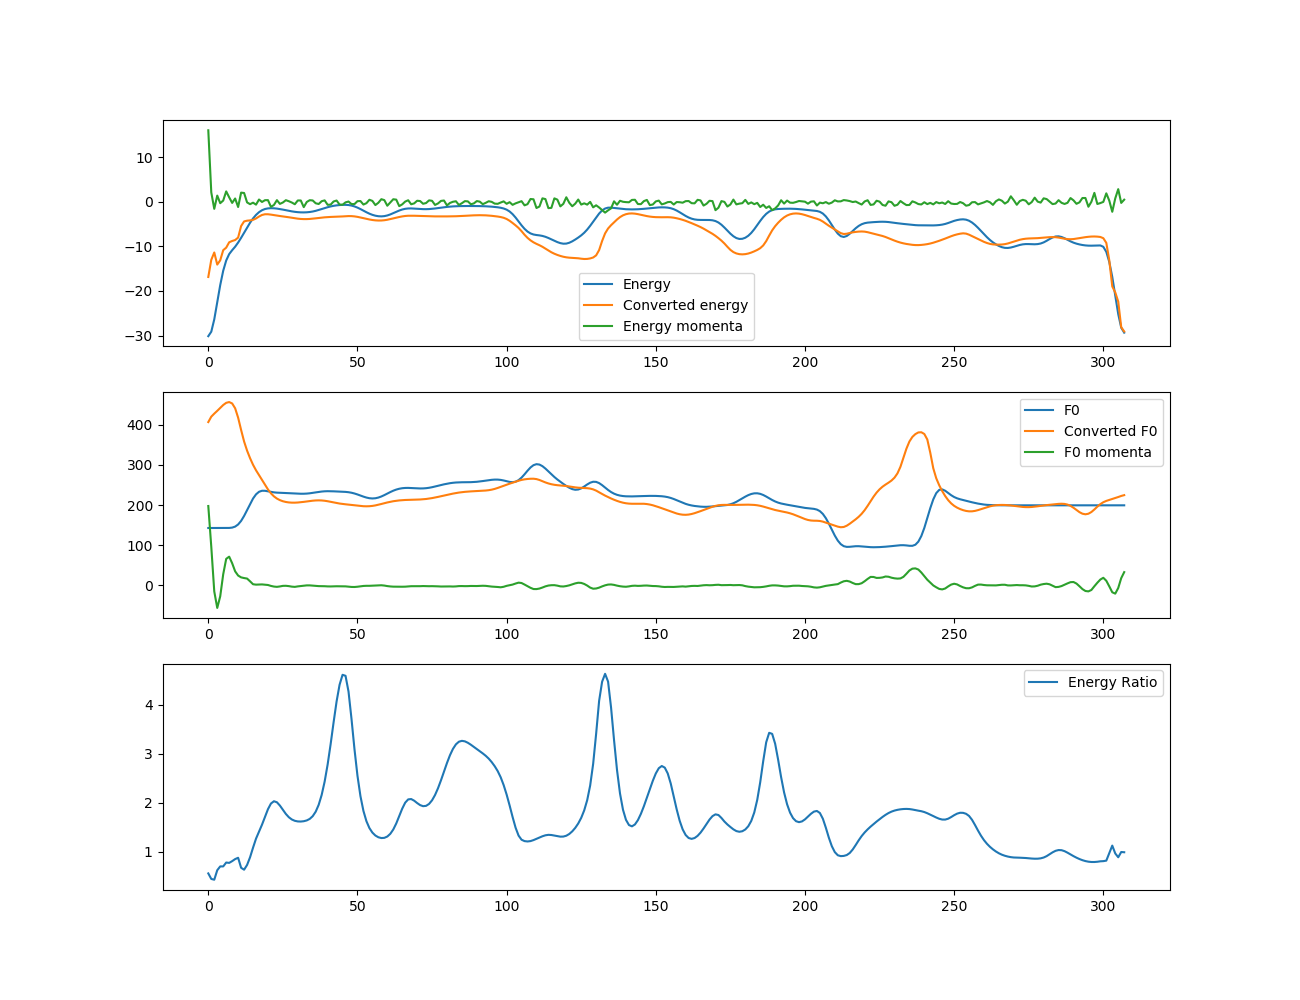 10
0
−10
−20
−30
Energy
Converted energy
Energy momenta
0 50 100 150 200 250 300
400
300
200
100
0
F0
Converted F0
F0 momenta
0 50 100 150 200 250 300
4
3
2
1
Energy Ratio
0 50 100 150 200 250 300